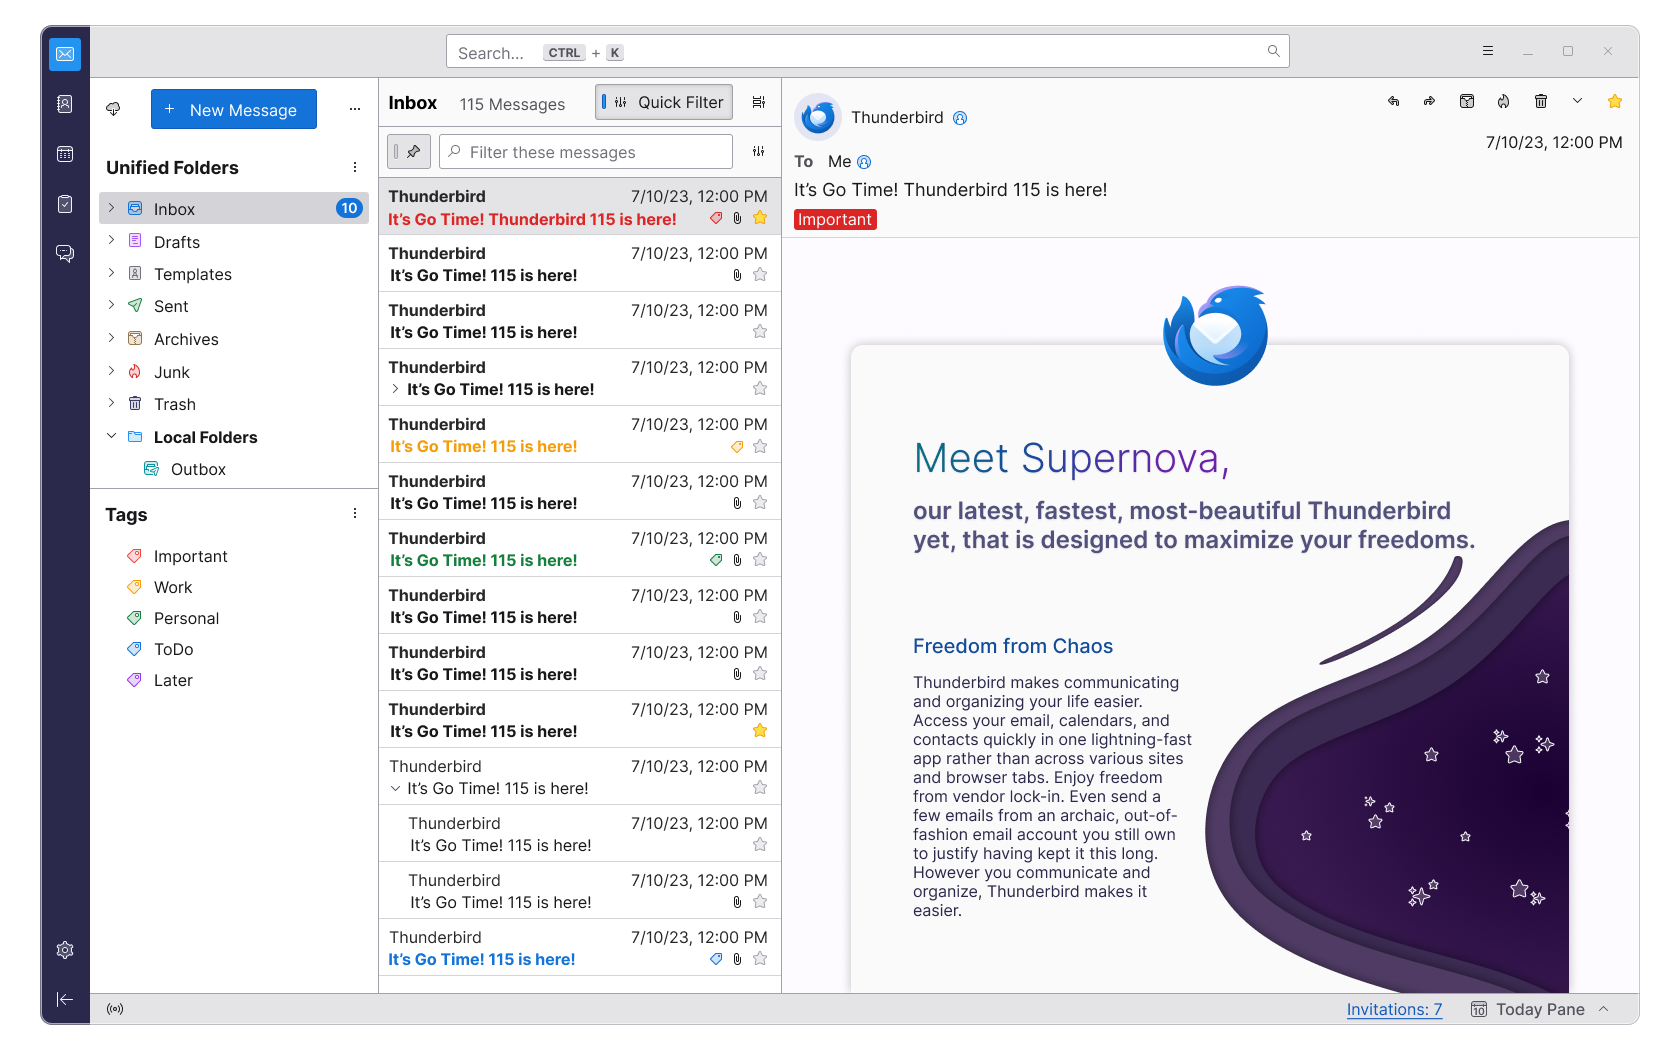 Search... CTRL + K
New Message
Unified Folders
Inbox 10
Drafts
Templates
Sent
Archives
Junk
Trash
Local Folders
Outbox
Tags
Important
Work
Personal
ToDo
Later
Inbox 115 Messages Quick Filter
Filter these messages
Thunderbird 7/10/23, 12:00 PM
It’s Go Time! Thunderbird 115 is here!
Thunderbird 7/10/23, 12:00 PM
It’s Go Time! 115 is here!
Thunderbird 7/10/23, 12:00 PM
It’s Go Time! 115 is here!
Thunderbird 7/10/23, 12:00 PM
It’s Go Time! 115 is here!
Thunderbird 7/10/23, 12:00 PM
It’s Go Time! 115 is here!
Thunderbird 7/10/23, 12:00 PM
It’s Go Time! 115 is here!
Thunderbird 7/10/23, 12:00 PM
It’s Go Time! 115 is here!
Thunderbird 7/10/23, 12:00 PM
It’s Go Time! 115 is here!
Thunderbird 7/10/23, 12:00 PM
It’s Go Time! 115 is here!
Thunderbird 7/10/23, 12:00 PM
It’s Go Time! 115 is here!
Thunderbird 7/10/23, 12:00 PM
It’s Go Time! 115 is here!
Thunderbird 7/10/23, 12:00 PM
It’s Go Time! 115 is here!
Thunderbird 7/10/23, 12:00 PM
It’s Go Time! 115 is here!
Thunderbird 7/10/23, 12:00 PM
It’s Go Time! 115 is here!
Thunderbird
7/10/23, 12:00 PM
To Me
It’s Go Time! Thunderbird 115 is here!
Important
Meet Supernova,
our latest, fastest, most-beautiful Thunderbird
yet, that is designed to maximize your freedoms.
Freedom from Chaos
Thunderbird makes communicating
and organizing your life easier.
Access your email, calendars, and
contacts quickly in one lightning-fast
app rather than across various sites
and browser tabs. Enjoy freedom
from vendor lock-in. Even send a
few emails from an archaic, out-of-
fashion email account you still own
to justify having kept it this long.
However you communicate and
organize, Thunderbird makes it
easier.
Invitations: 7 10 Today Pane